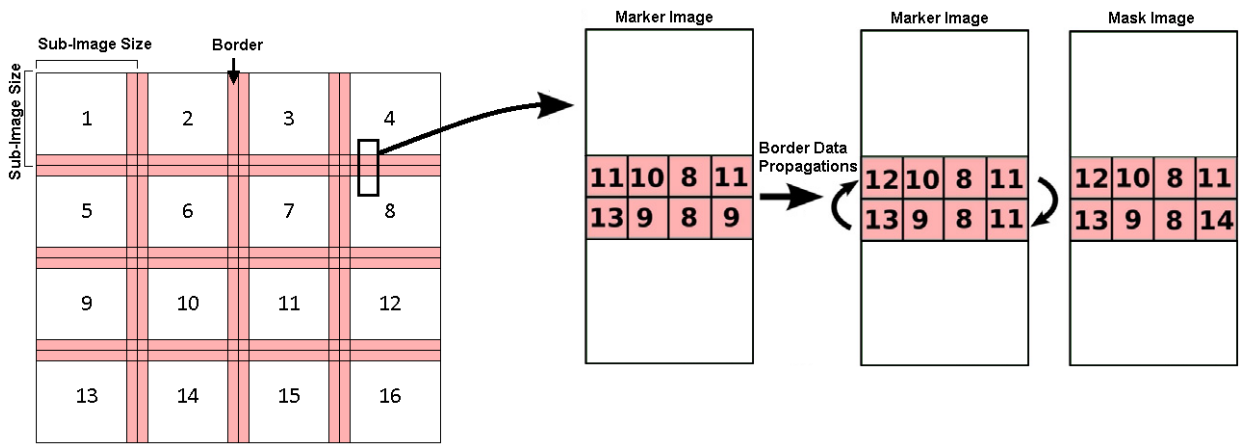 Marker Image
Marker Image
Mask Image
Sub-Image Size
Border
Sub-Image Size
1 2 3 4
5 6 7 8
9 10 11 12
13 14 15 16
11 10 8 11
13 9 8 9
Border Data
Propagations
12 10 8 11
13 9 8 11
12 10 8 11
13 9 8 14